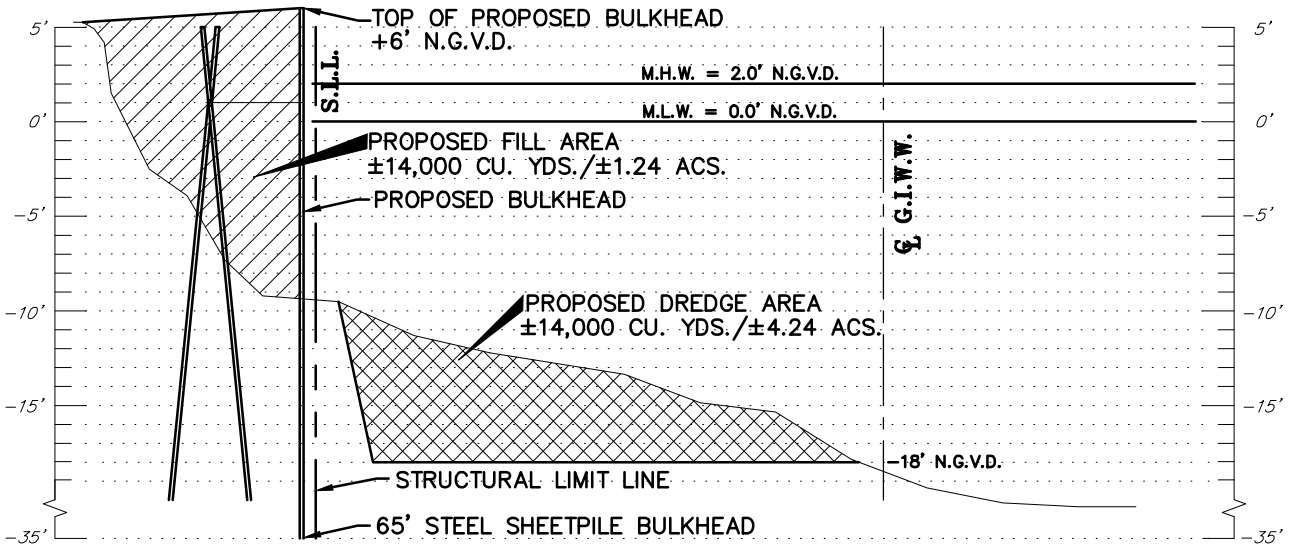 TOP OF PROPOSED BULKHEAD
+6' N.G.V.D.
5'
5'
S.L.L.
M.H.W. = 2.0' N.G.V.D.
M.L.W. = 0.0' N.G.V.D.
0'
0'
PROPOSED FILL AREA
±14,000 CU. YDS./±1.24 ACS.
PROPOSED BULKHEAD
℄ G.I.W.W.
-5'
-5'
-10'
-10'
PROPOSED DREDGE AREA
±14,000 CU. YDS./±4.24 ACS.
-15'
-15'
-18' N.G.V.D.
STRUCTURAL LIMIT LINE
65' STEEL SHEETPILE BULKHEAD
-35'
-35'